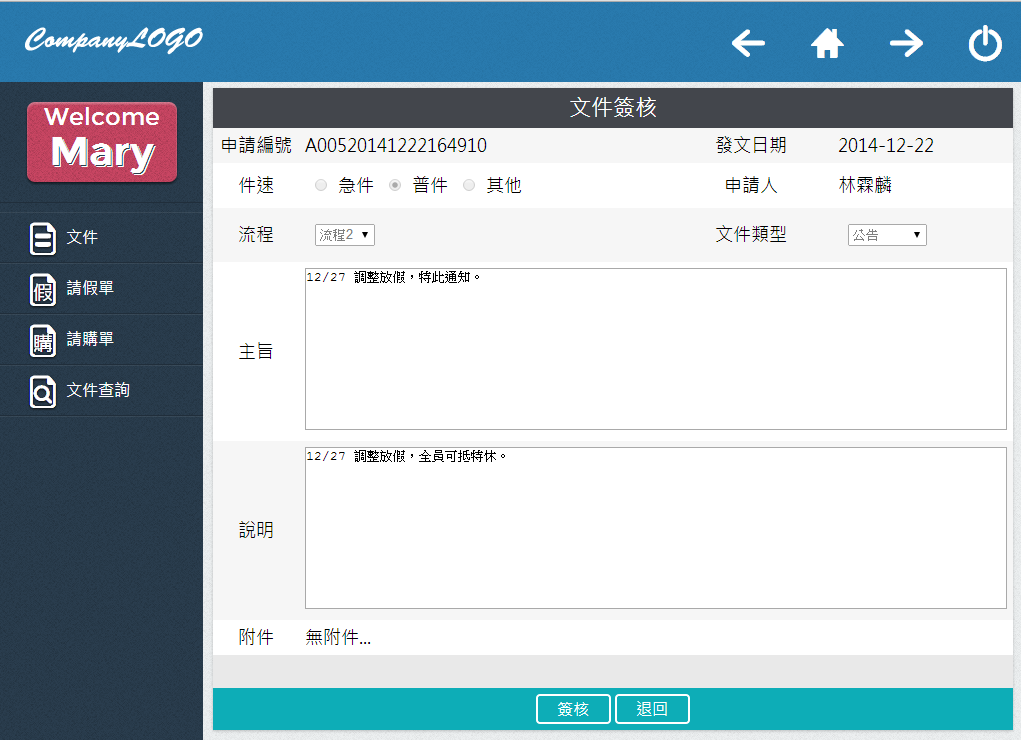 CompanyLOGO
Welcome
Mary
文件
假 請假單
購 請購單
文件查詢
文件簽核
申請編號 A00520141222164910 發文日期 2014-12-22
件速 急件 普件 其他 申請人 林霖麟
流程 流程2 文件類型 公告
主旨 12/27 調整放假，特此通知。
說明 12/27 調整放假，全員可抵特休。
附件 無附件...
簽核 退回